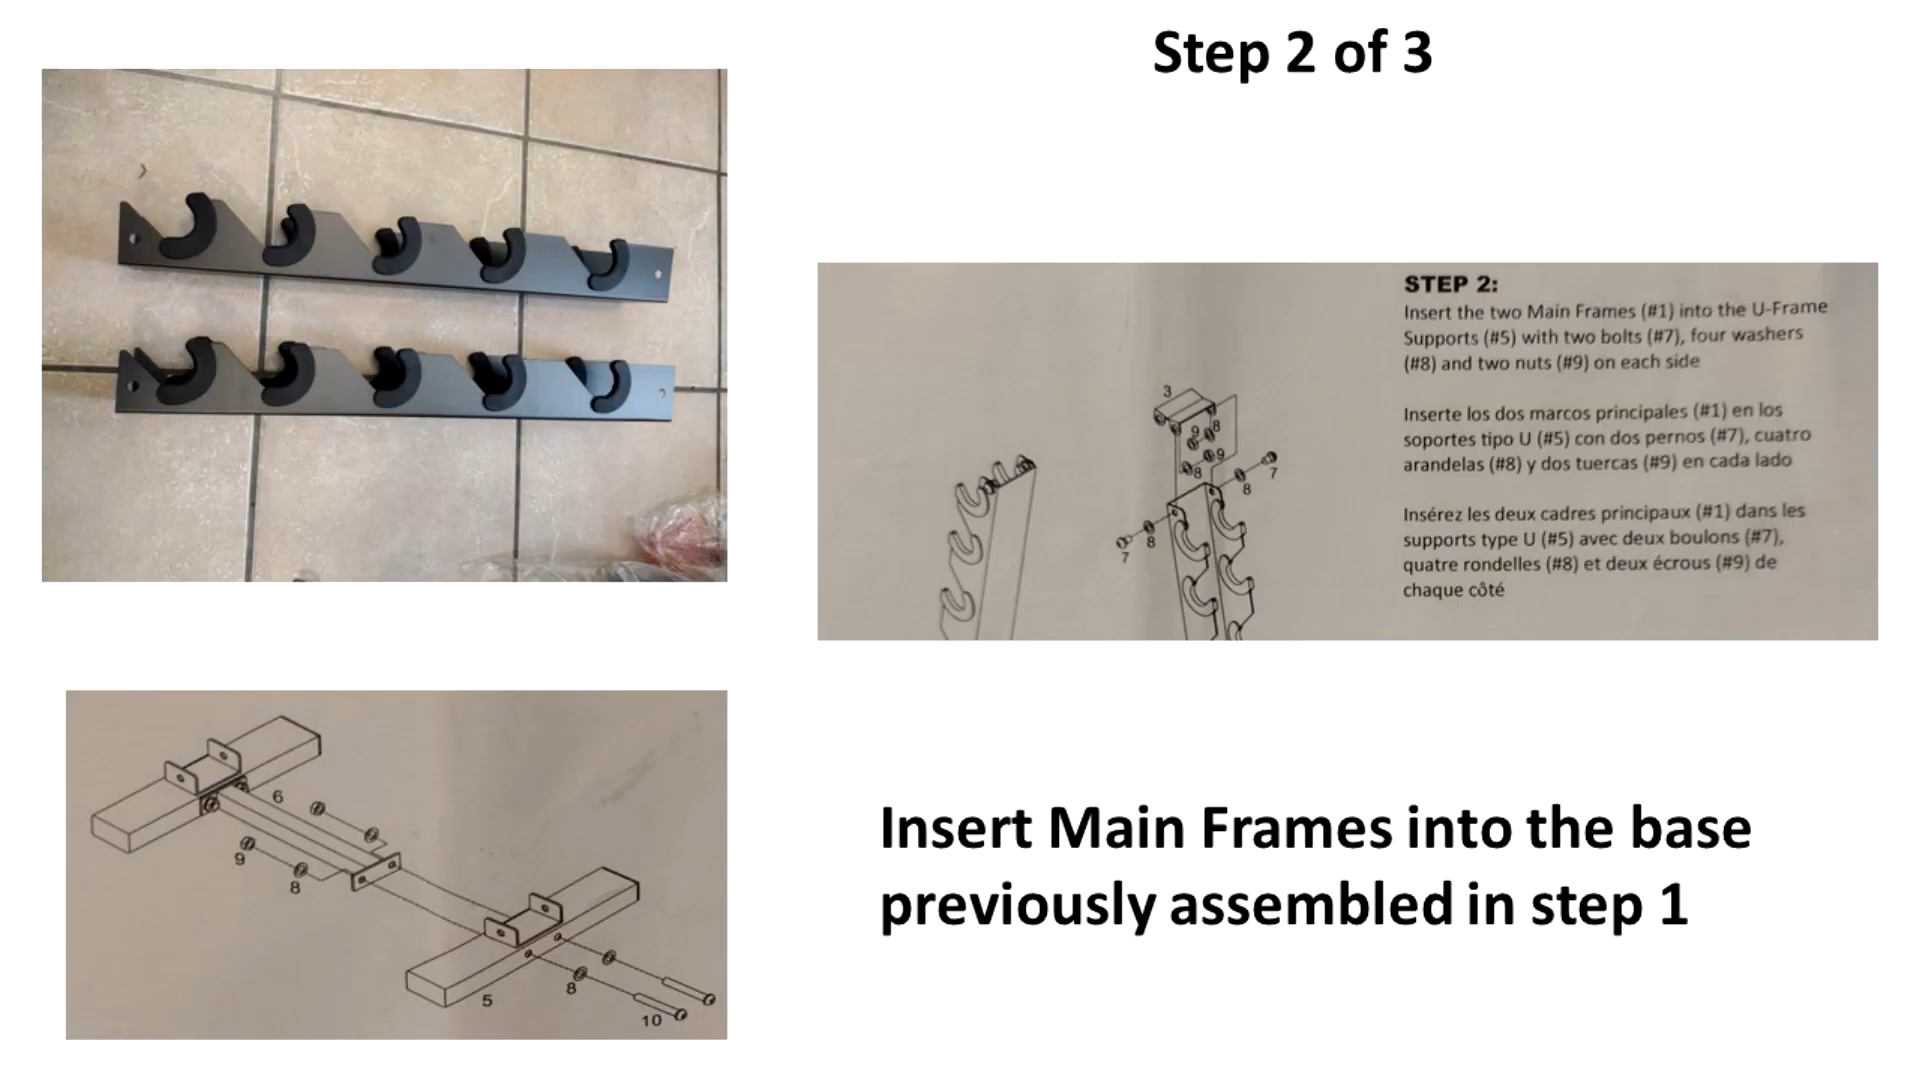 Step 2 of 3
STEP 2:
Insert the two Main Frames (#1) into the U-Frame
Supports (#5) with two bolts (#7), four washers
(#8) and two nuts (#9) on each side
Inserte los dos marcos principales (#1) en los
soportes tipo U (#5) con dos pernos (#7), cuatro
arandelas (#8) y dos tuercas (#9) en cada lado
Insérez les deux cadres principaux (#1) dans les
supports type U (#5) avec deux boulons (#7),
quatre rondelles (#8) et deux écrous (#9) de
chaque côté
3
8
9
9
8
7
8
8
7
6
9
8
8
5
10
Insert Main Frames into the base
previously assembled in step 1